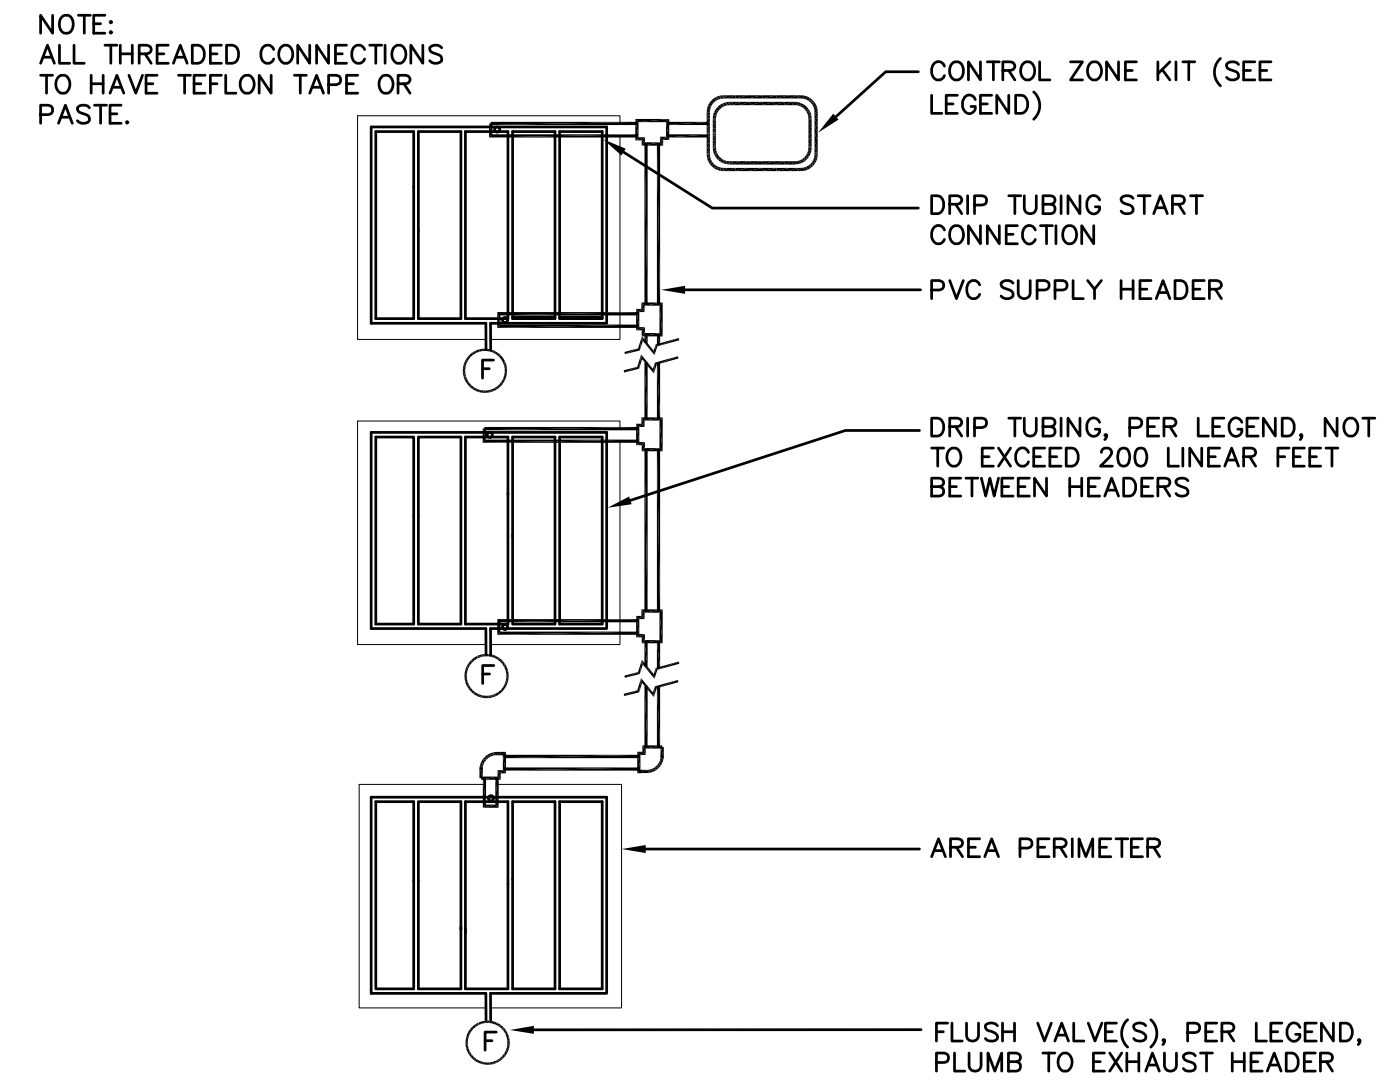 NOTE:
ALL THREADED CONNECTIONS
TO HAVE TEFLON TAPE OR
PASTE.
CONTROL ZONE KIT (SEE
LEGEND)
DRIP TUBING START
CONNECTION
PVC SUPPLY HEADER
F
DRIP TUBING, PER LEGEND, NOT
TO EXCEED 200 LINEAR FEET
BETWEEN HEADERS
F
AREA PERIMETER
F
FLUSH VALVE(S), PER LEGEND,
PLUMB TO EXHAUST HEADER